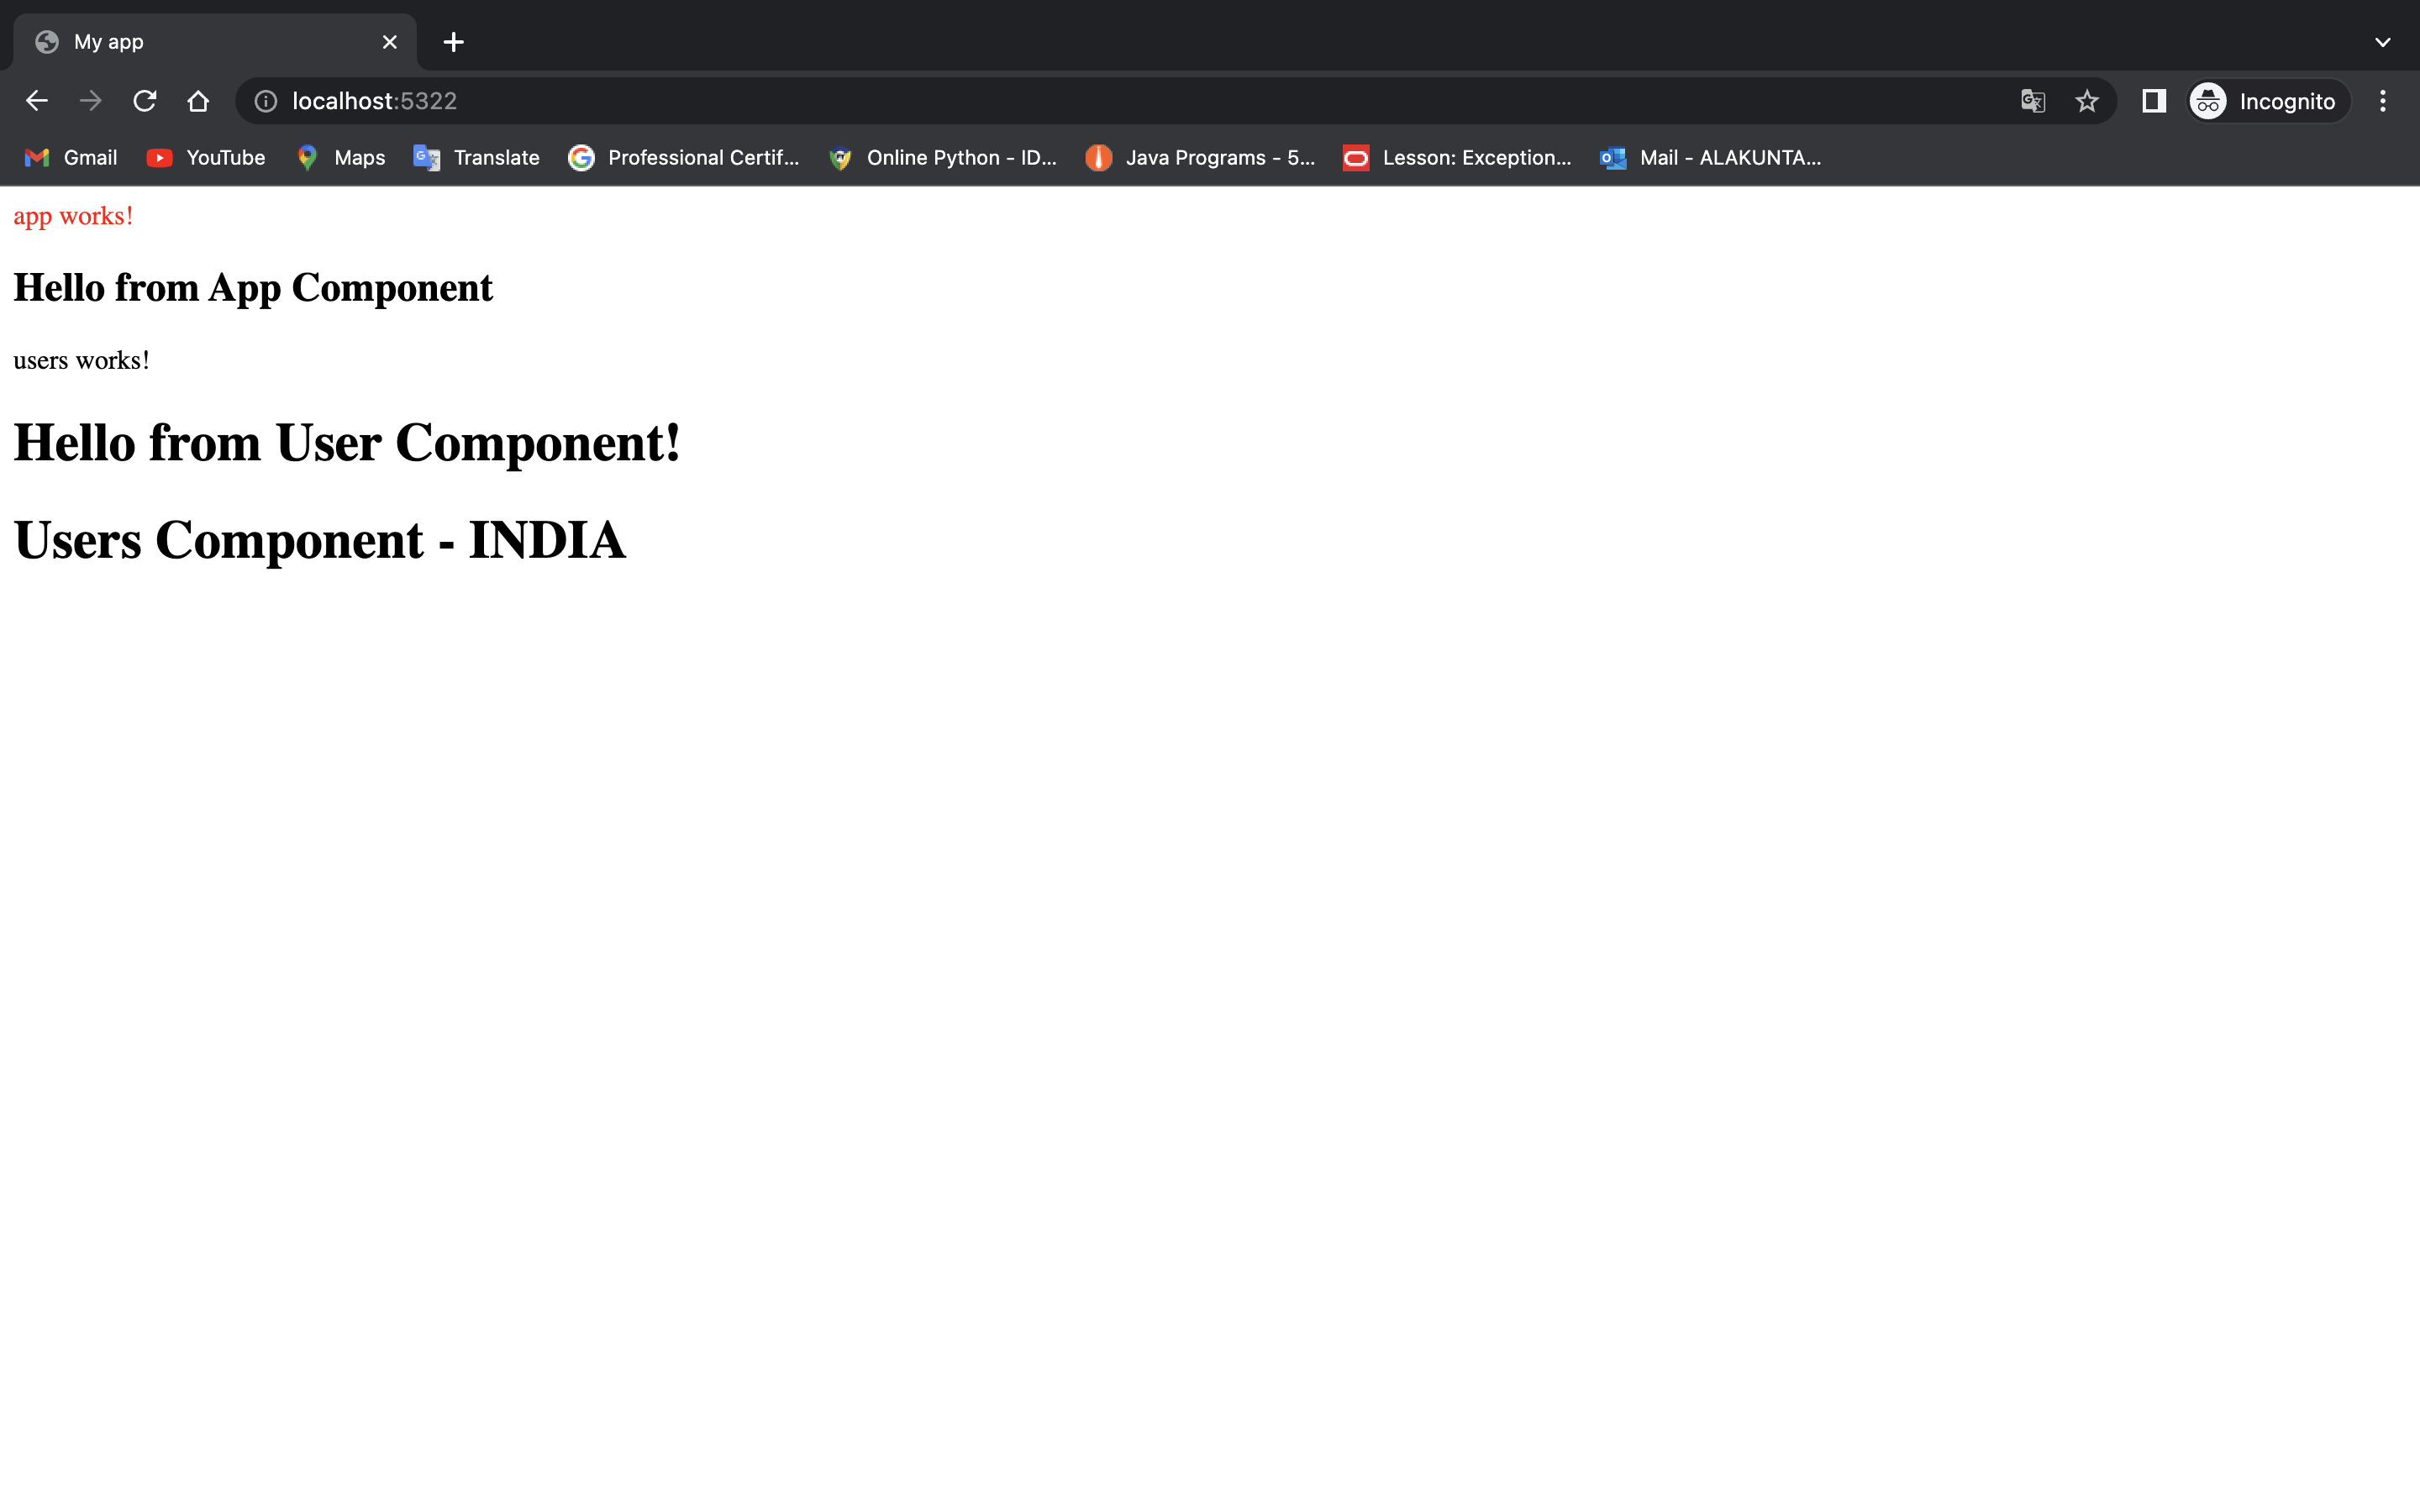 My app
localhost:5322
Incognito
Gmail YouTube Maps Translate Professional Certif... Online Python - ID... Java Programs - 5... Lesson: Exception... Mail - ALAKUNTA...
app works!
Hello from App Component
users works!
Hello from User Component!
Users Component - INDIA